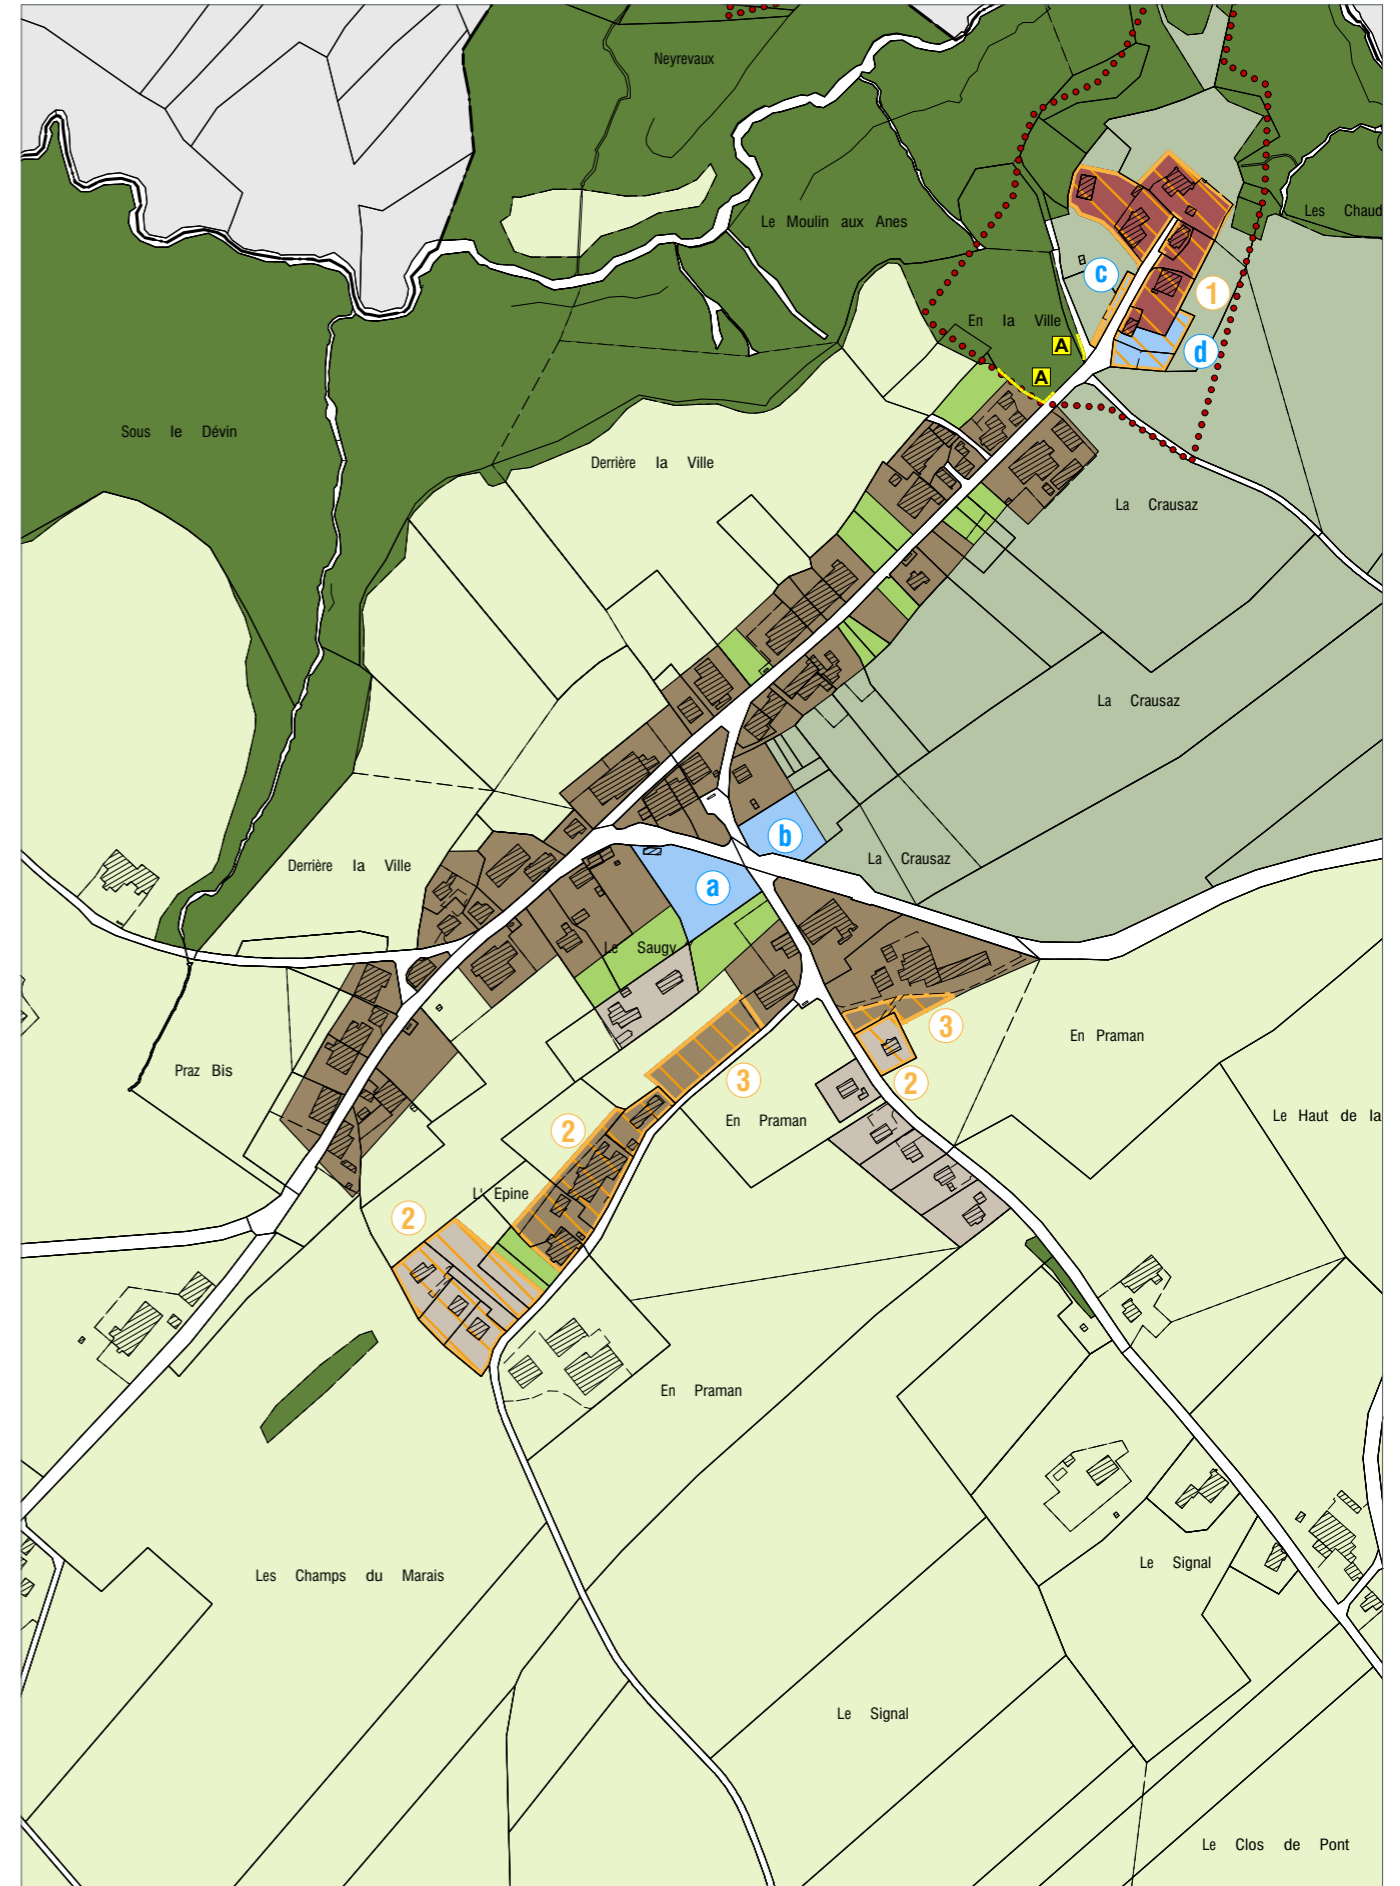 Neyrevaux
Le Moulin aux Anes
Les Chaud
c
1
En la Ville
A
d
A
Sous le Dévin
Derrière la Ville
La Crausaz
La Crausaz
b
La Crausaz
Derrière la Ville
a
Le Saugy
3
En Praman
Praz Bis
3
2
En Praman
Le Haut de la
2
L' Epine
2
En Praman
Le Signal
Les Champs du Marais
Le Signal
Le Clos de Pont